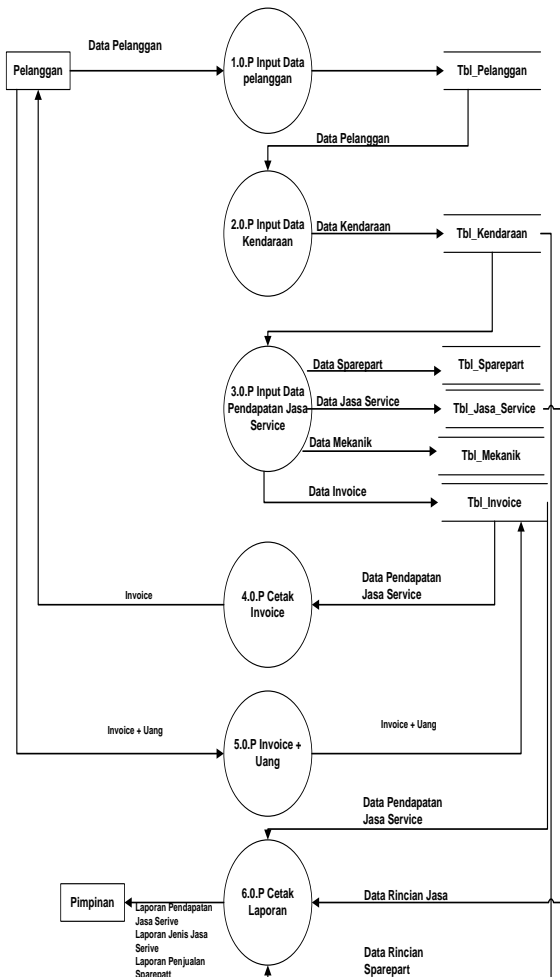 Data Pelanggan
Pelanggan
1.0.P Input Data
pelanggan
Tbl_Pelanggan
Data Pelanggan
2.0.P Input Data
Kendaraan
Data Kendaraan
Tbl_Kendaraan
3.0.P Input Data
Pendapatan Jasa
Service
Data Sparepart
Tbl_Sparepart
Data Jasa Service
Tbl_Jasa_Service
Data Mekanik
Tbl_Mekanik
Data Invoice
Tbl_Invoice
Data Pendapatan
Jasa Service
4.0.P Cetak
Invoice
Invoice
Invoice + Uang
5.0.P Invoice +
Uang
Invoice + Uang
Data Pendapatan
Jasa Service
6.0.P Cetak
Laporan
Data Rincian Jasa
Pimpinan
Laporan Pendapatan
Jasa Serive
Laporan Jenis Jasa
Serive
Laporan Penjualan
Sparepatt
Data Rincian
Sparepart